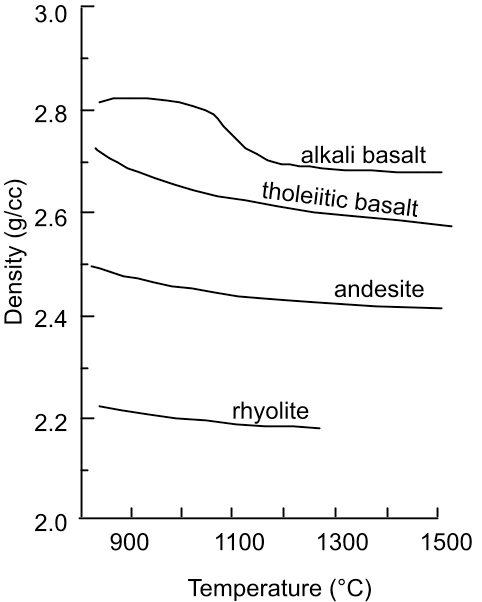 3.0
2.8
2.6
2.4
2.2
2.0
Density (g/cc)
alkali basalt
tholeiitic basalt
andesite
rhyolite
900 1100 1300 1500
Temperature (°C)